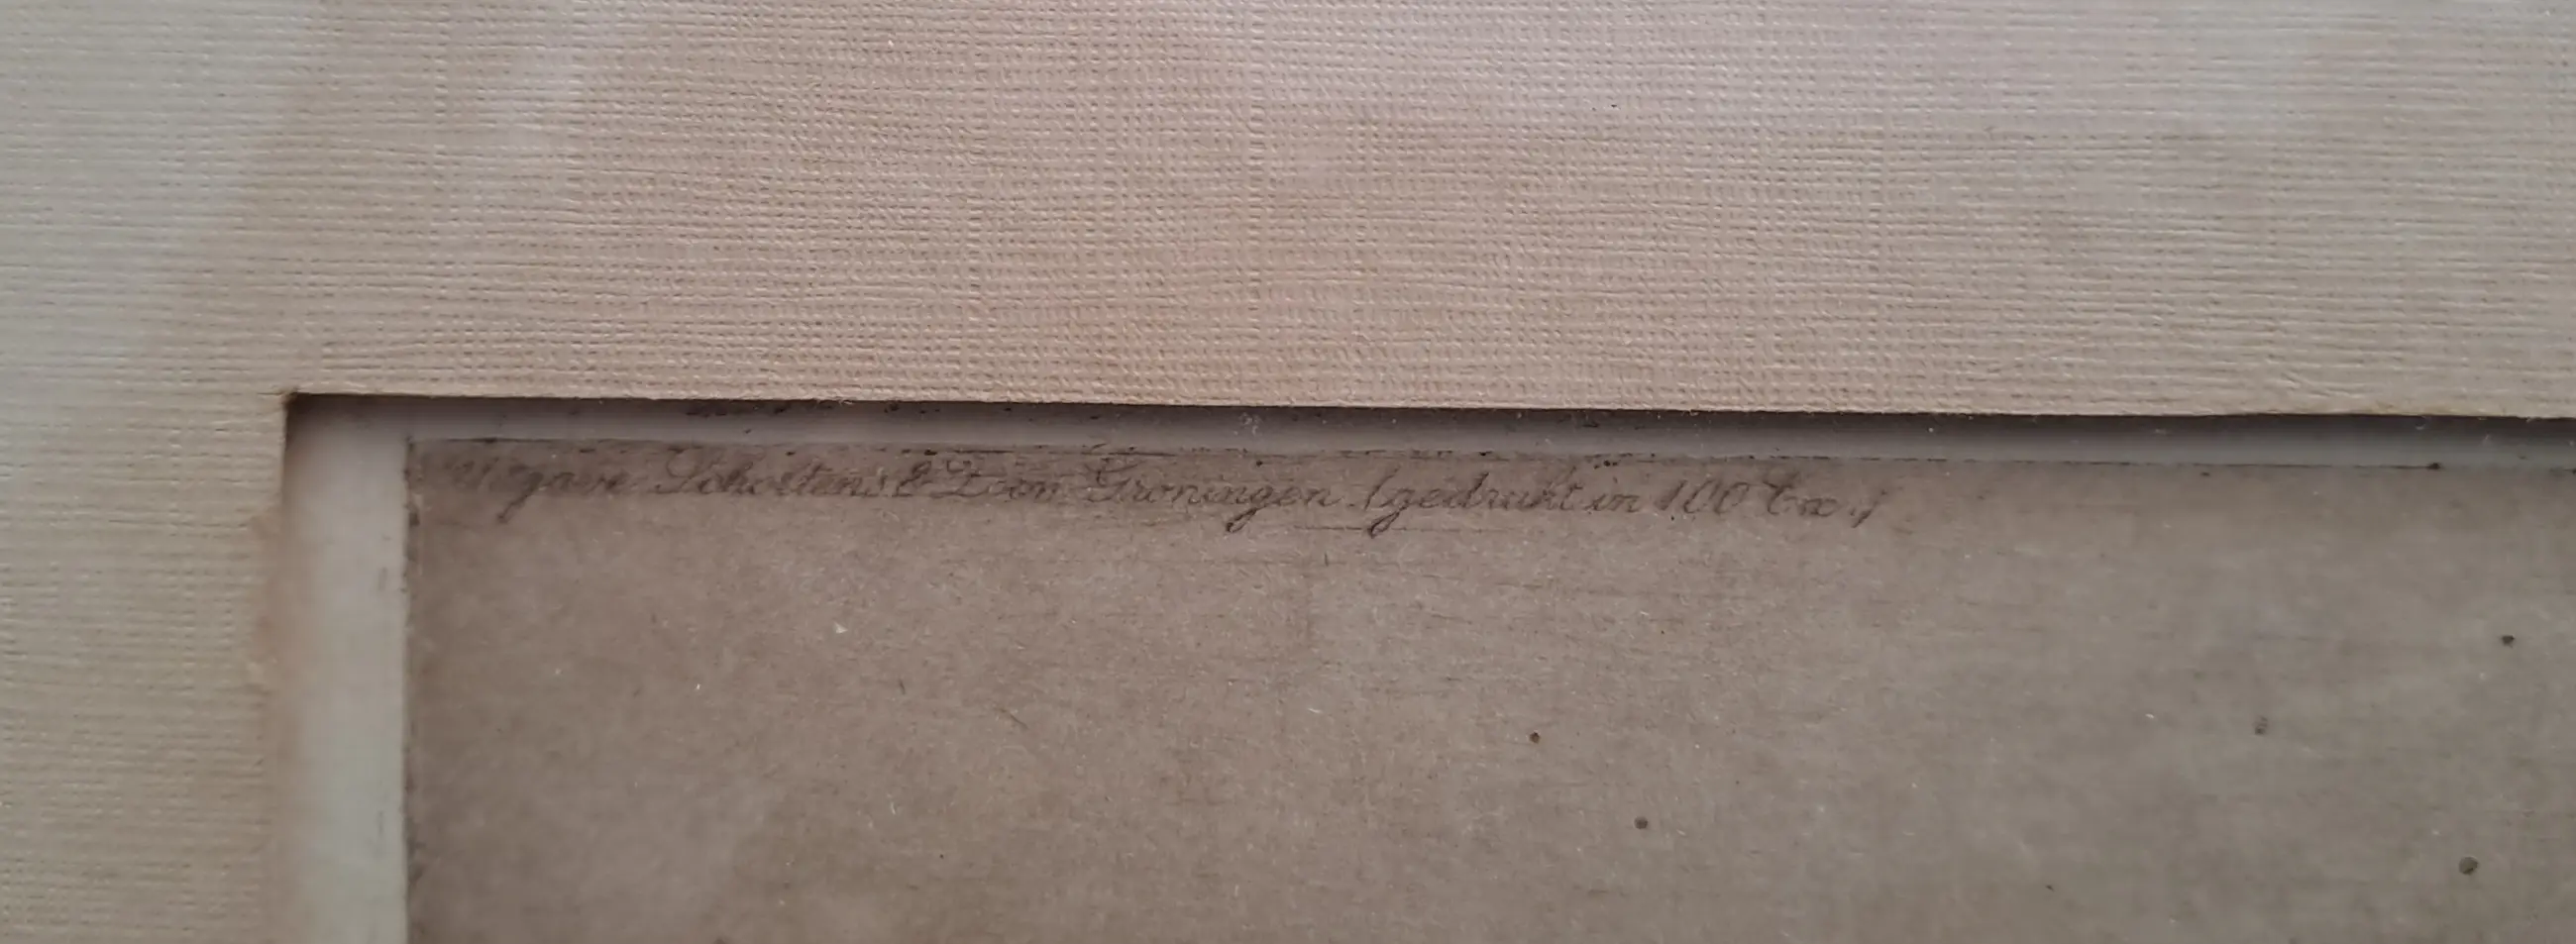 Uitgave Scholtens & Zoon Groningen. (gedrukt in 100 Ex.)